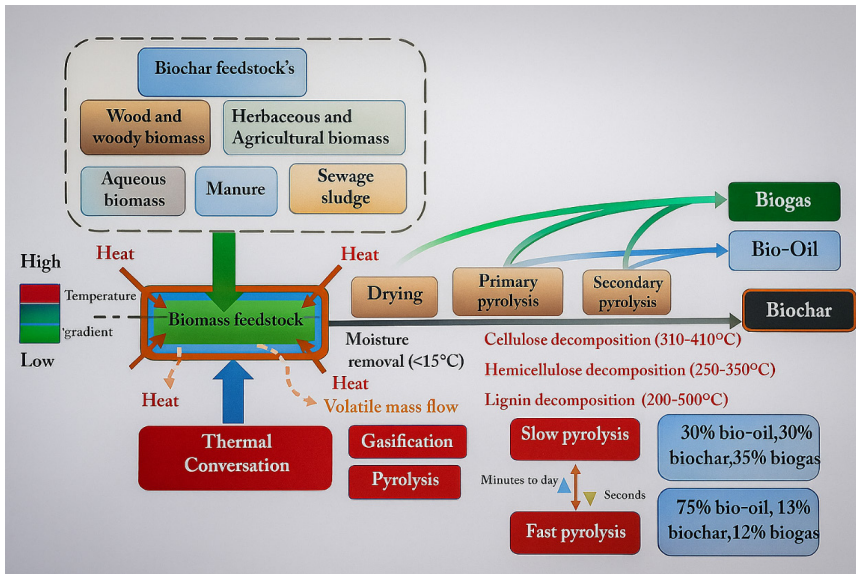 Biochar feedstock's
Wood and
woody biomass
Herbaceous and
Agricultural biomass
Aqueous
biomass
Manure
Sewage
sludge
High
Temperature
gradient
Low
Heat
Heat
Biomass feedstock
Heat
Heat
Volatile mass flow
Thermal
Conversation
Drying
Primary
pyrolysis
Secondary
pyrolysis
Biogas
Bio-Oil
Biochar
Moisture
removal (<15°C)
Cellulose decomposition (310-410°C)
Hemicellulose decomposition (250-350°C)
Lignin decomposition (200-500°C)
Gasification
Pyrolysis
Slow pyrolysis
Minutes to day
Seconds
Fast pyrolysis
30% bio-oil,30%
biochar,35% biogas
75% bio-oil, 13%
biochar,12% biogas